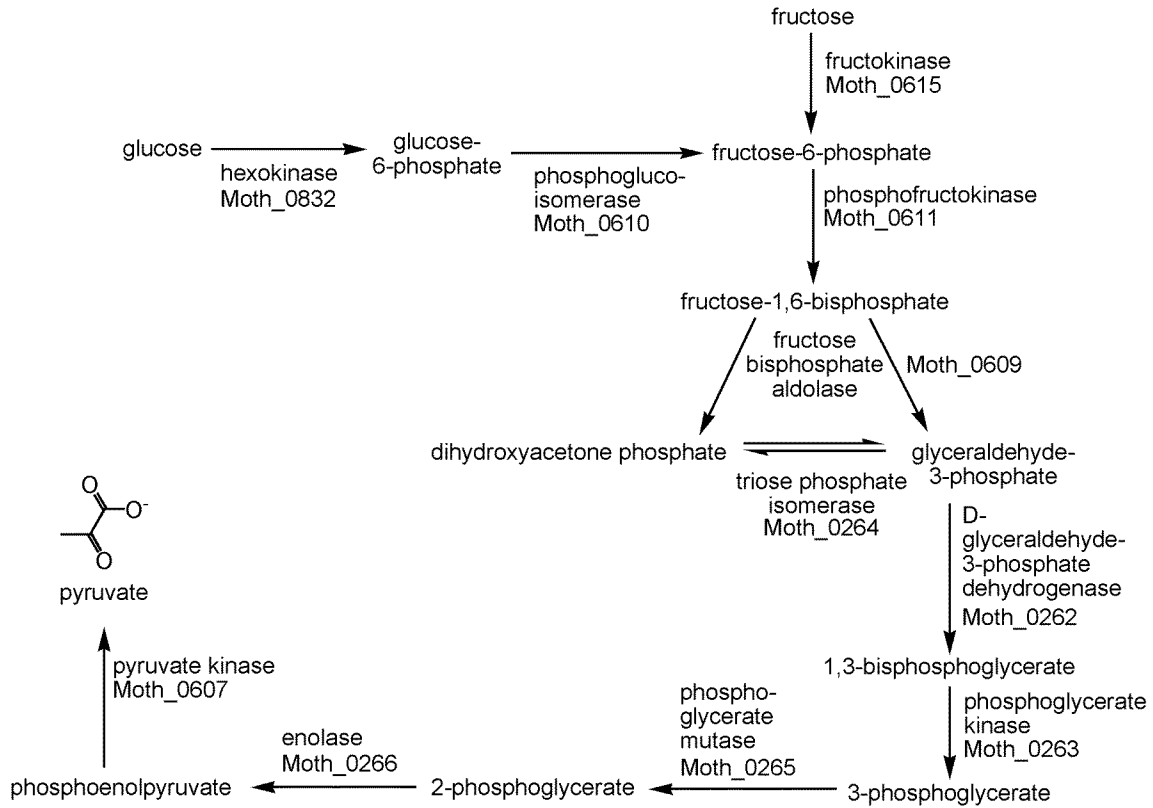 fructose
fructokinase
Moth_0615
glucose
hexokinase
Moth_0832
glucose-
6-phosphate
phosphogluco-
isomerase
Moth_0610
fructose-6-phosphate
phosphofructokinase
Moth_0611
fructose-1,6-bisphosphate
fructose
bisphosphate
aldolase
Moth_0609
dihydroxyacetone phosphate
triose phosphate
isomerase
Moth_0264
glyceraldehyde-
3-phosphate
D-
glyceraldehyde-
3-phosphate
dehydrogenase
Moth_0262
1,3-bisphosphoglycerate
phosphoglycerate
kinase
Moth_0263
3-phosphoglycerate
phospho-
glycerate
mutase
Moth_0265
2-phosphoglycerate
enolase
Moth_0266
phosphoenolpyruvate
pyruvate kinase
Moth_0607
O
O-
O
pyruvate